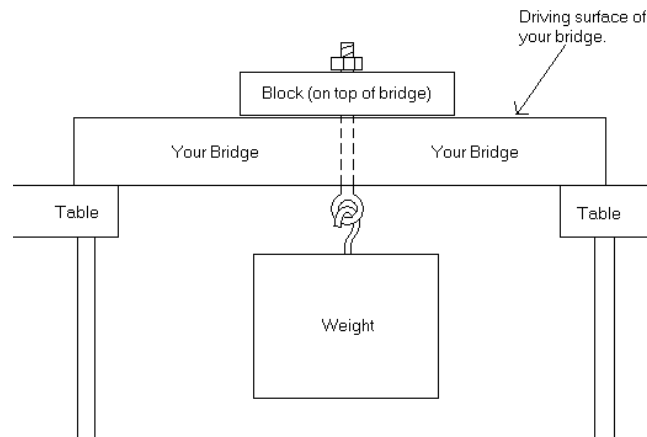 Driving surface of
your bridge.
Block (on top of bridge)
Your Bridge
Your Bridge
Table
Table
Weight